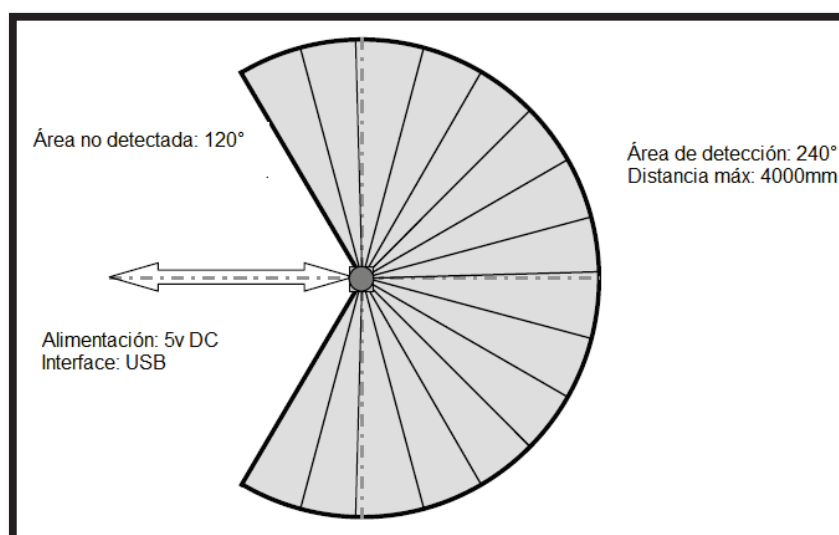 Área no detectada: 120°
Área de detección: 240°
Distancia máx: 4000mm
Alimentación: 5v DC
Interface: USB